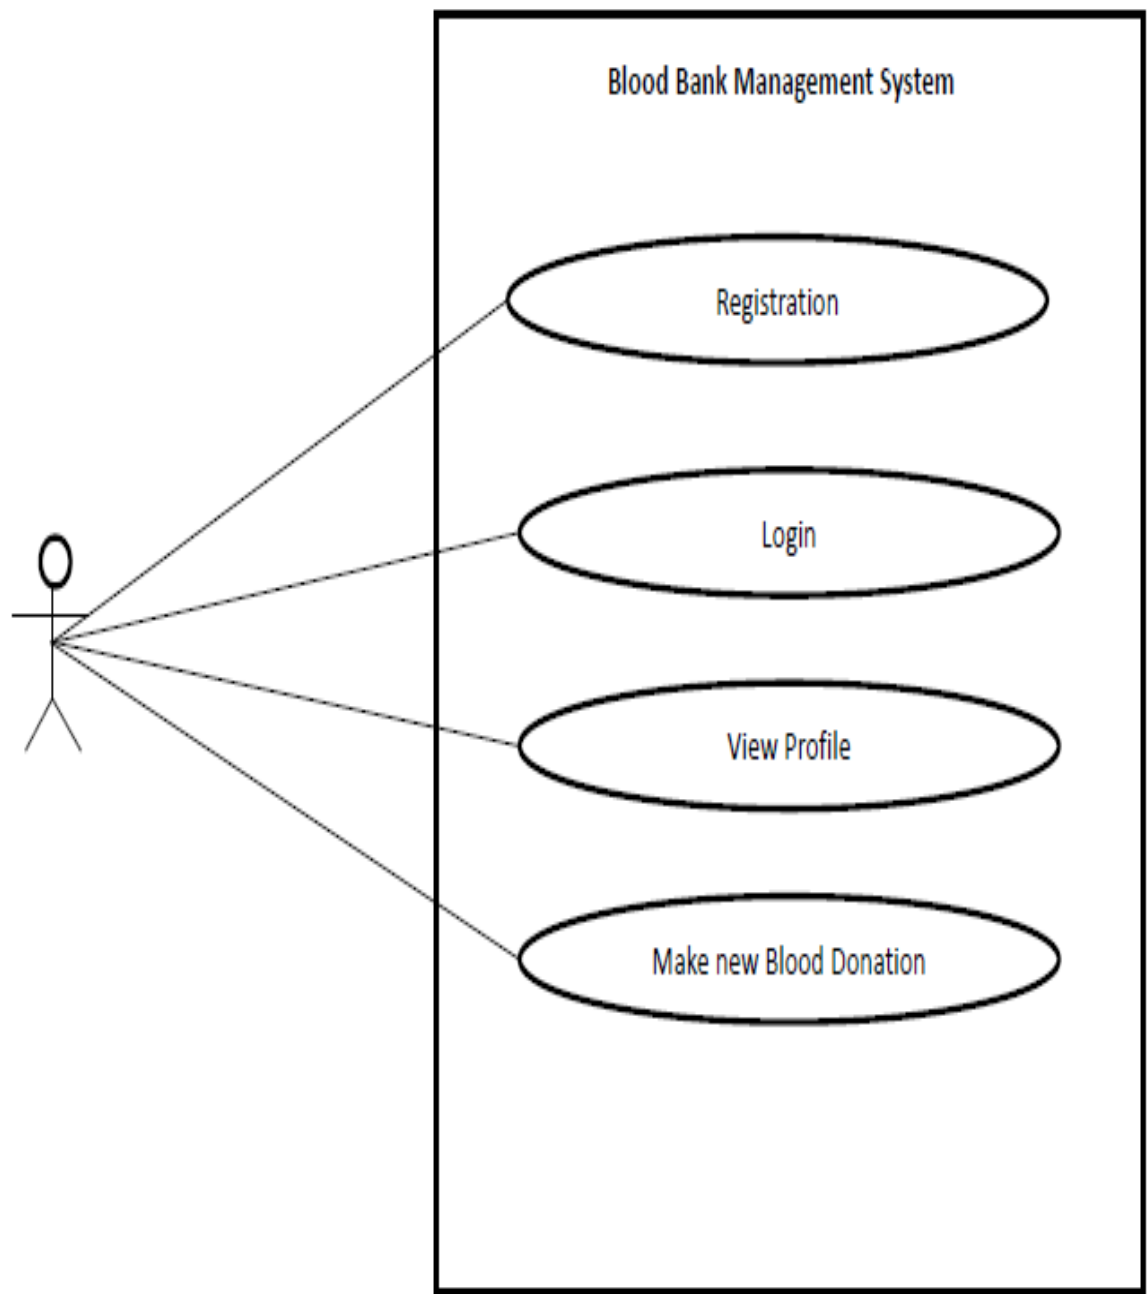 Blood Bank Management System
Registration
Login
View Profile
Make new Blood Donation